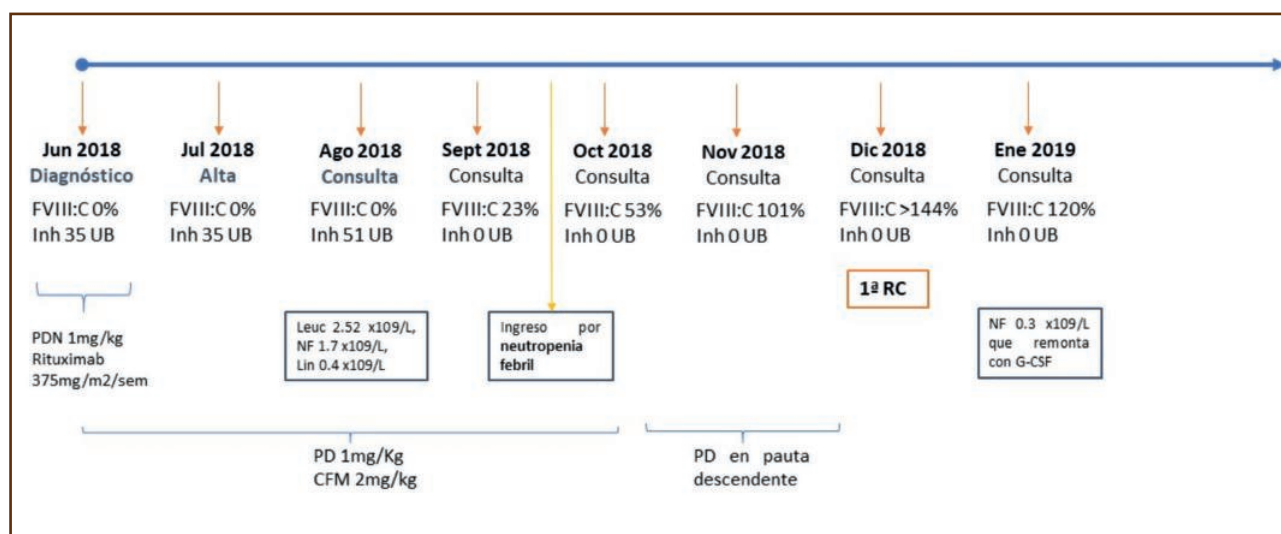 Jun 2018
Diagnóstico
FVIII:C 0%
Inh 35 UB
Jul 2018
Alta
FVIII:C 0%
Inh 35 UB
Ago 2018
Consulta
FVIII:C 0%
Inh 51 UB
Sept 2018
Consulta
FVIII:C 23%
Inh 0 UB
Oct 2018
Consulta
FVIII:C 53%
Inh 0 UB
Nov 2018
Consulta
FVIII:C 101%
Inh 0 UB
Dic 2018
Consulta
FVIII:C >144%
Inh 0 UB
Ene 2019
Consulta
FVIII:C 120%
Inh 0 UB
1ª RC
PDN 1mg/kg
Rituximab
375mg/m2/sem
Leuc 2.52 x109/L,
NF 1.7 x109/L,
Lin 0.4 x109/L
Ingreso por
neutropenia
febril
NF 0.3 x109/L
que remonta
con G-CSF
PD 1mg/Kg
CFM 2mg/kg
PD en pauta
descendente